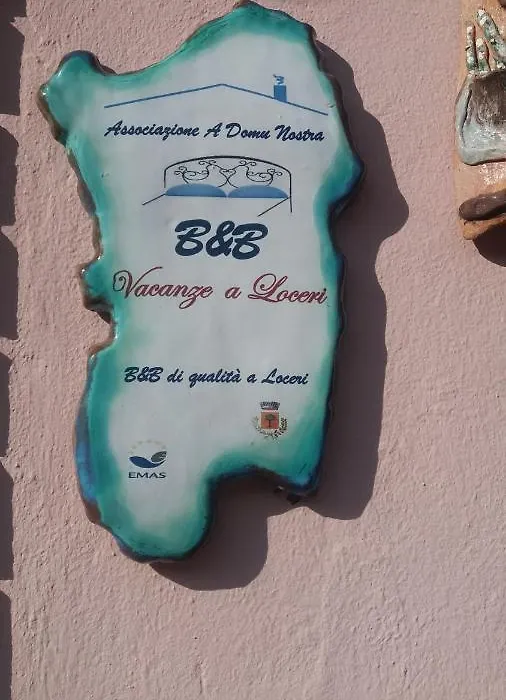 Associazione A Domu Nostra
B&B
Vacanze a Loceri
B&B di qualità a Loceri
EMAS